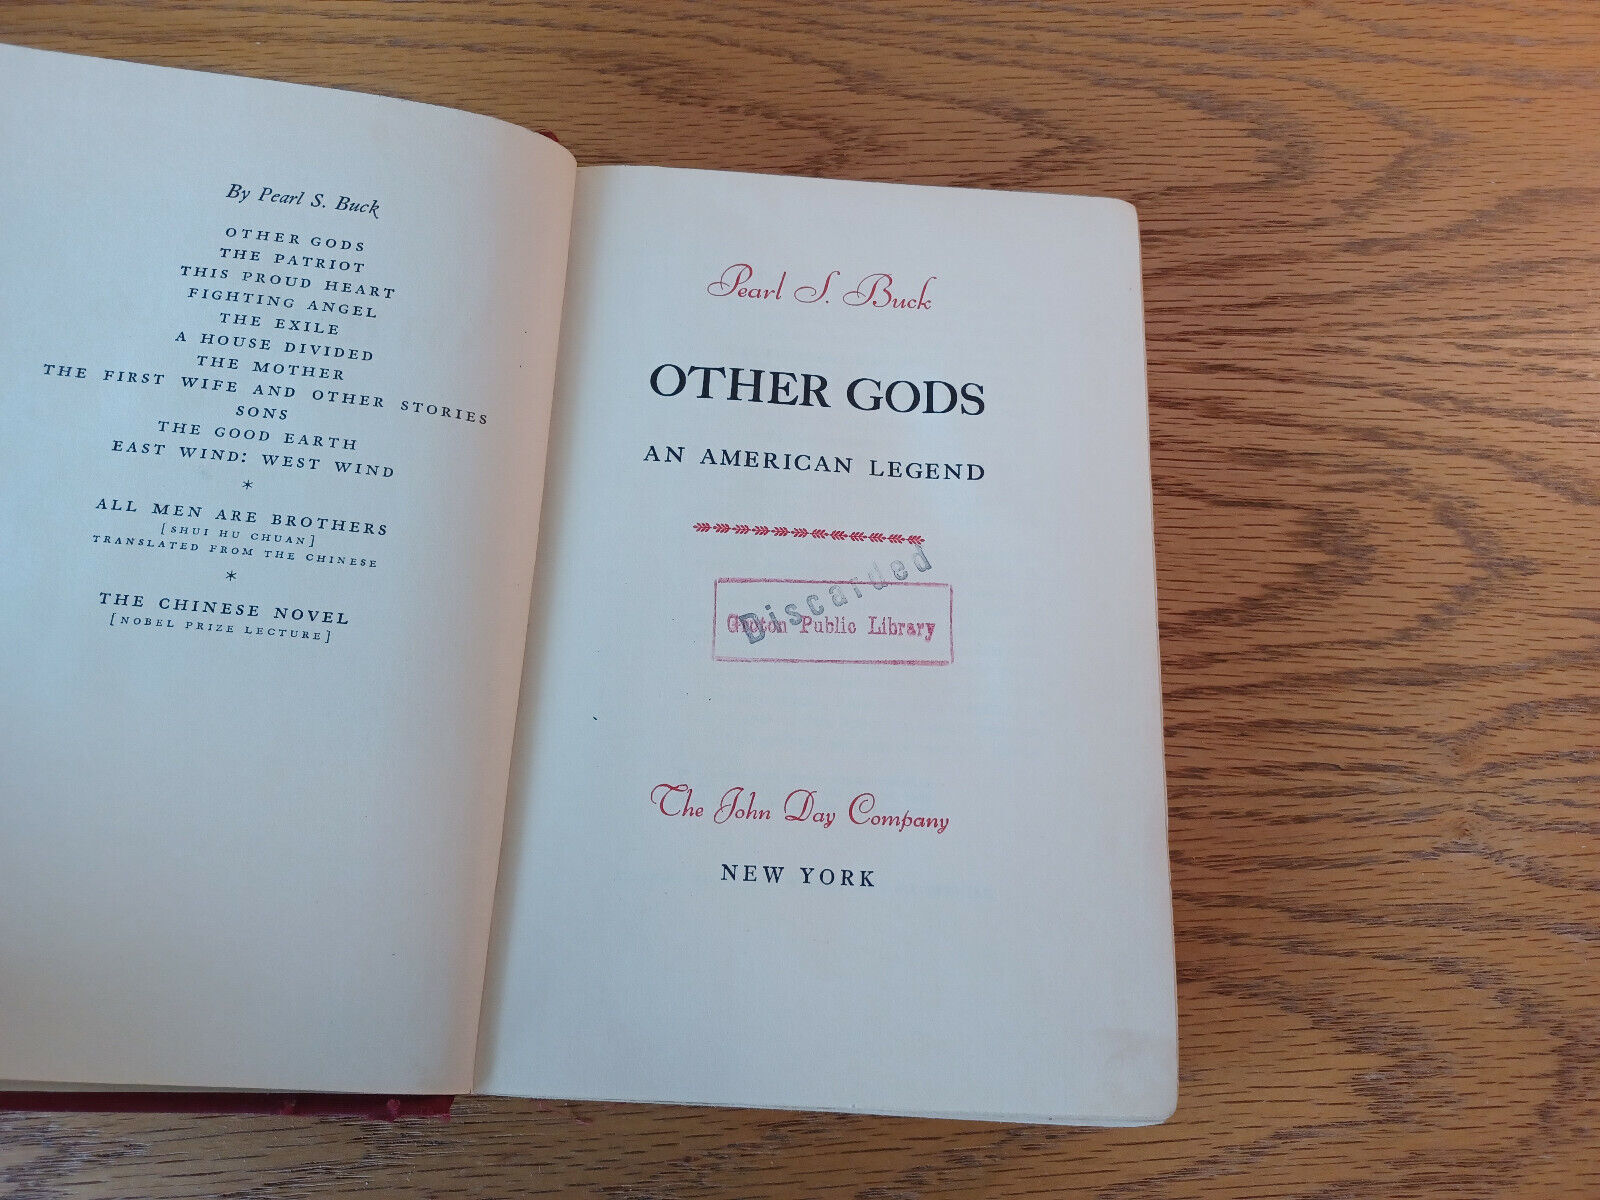 By Pearl S. Buck
OTHER GODS
THE PATRIOT
THIS PROUD HEART
FIGHTING ANGEL
THE EXILE
A HOUSE DIVIDED
THE MOTHER
THE FIRST WIFE AND OTHER STORIES
SONS
THE GOOD EARTH
EAST WIND: WEST WIND
*
ALL MEN ARE BROTHERS
[SHUI HU CHUAN]
TRANSLATED FROM THE CHINESE
*
THE CHINESE NOVEL
[NOBEL PRIZE LECTURE]
Pearl S. Buck
OTHER GODS
AN AMERICAN LEGEND
Discarded
Groton Public Library
The John Day Company
NEW YORK